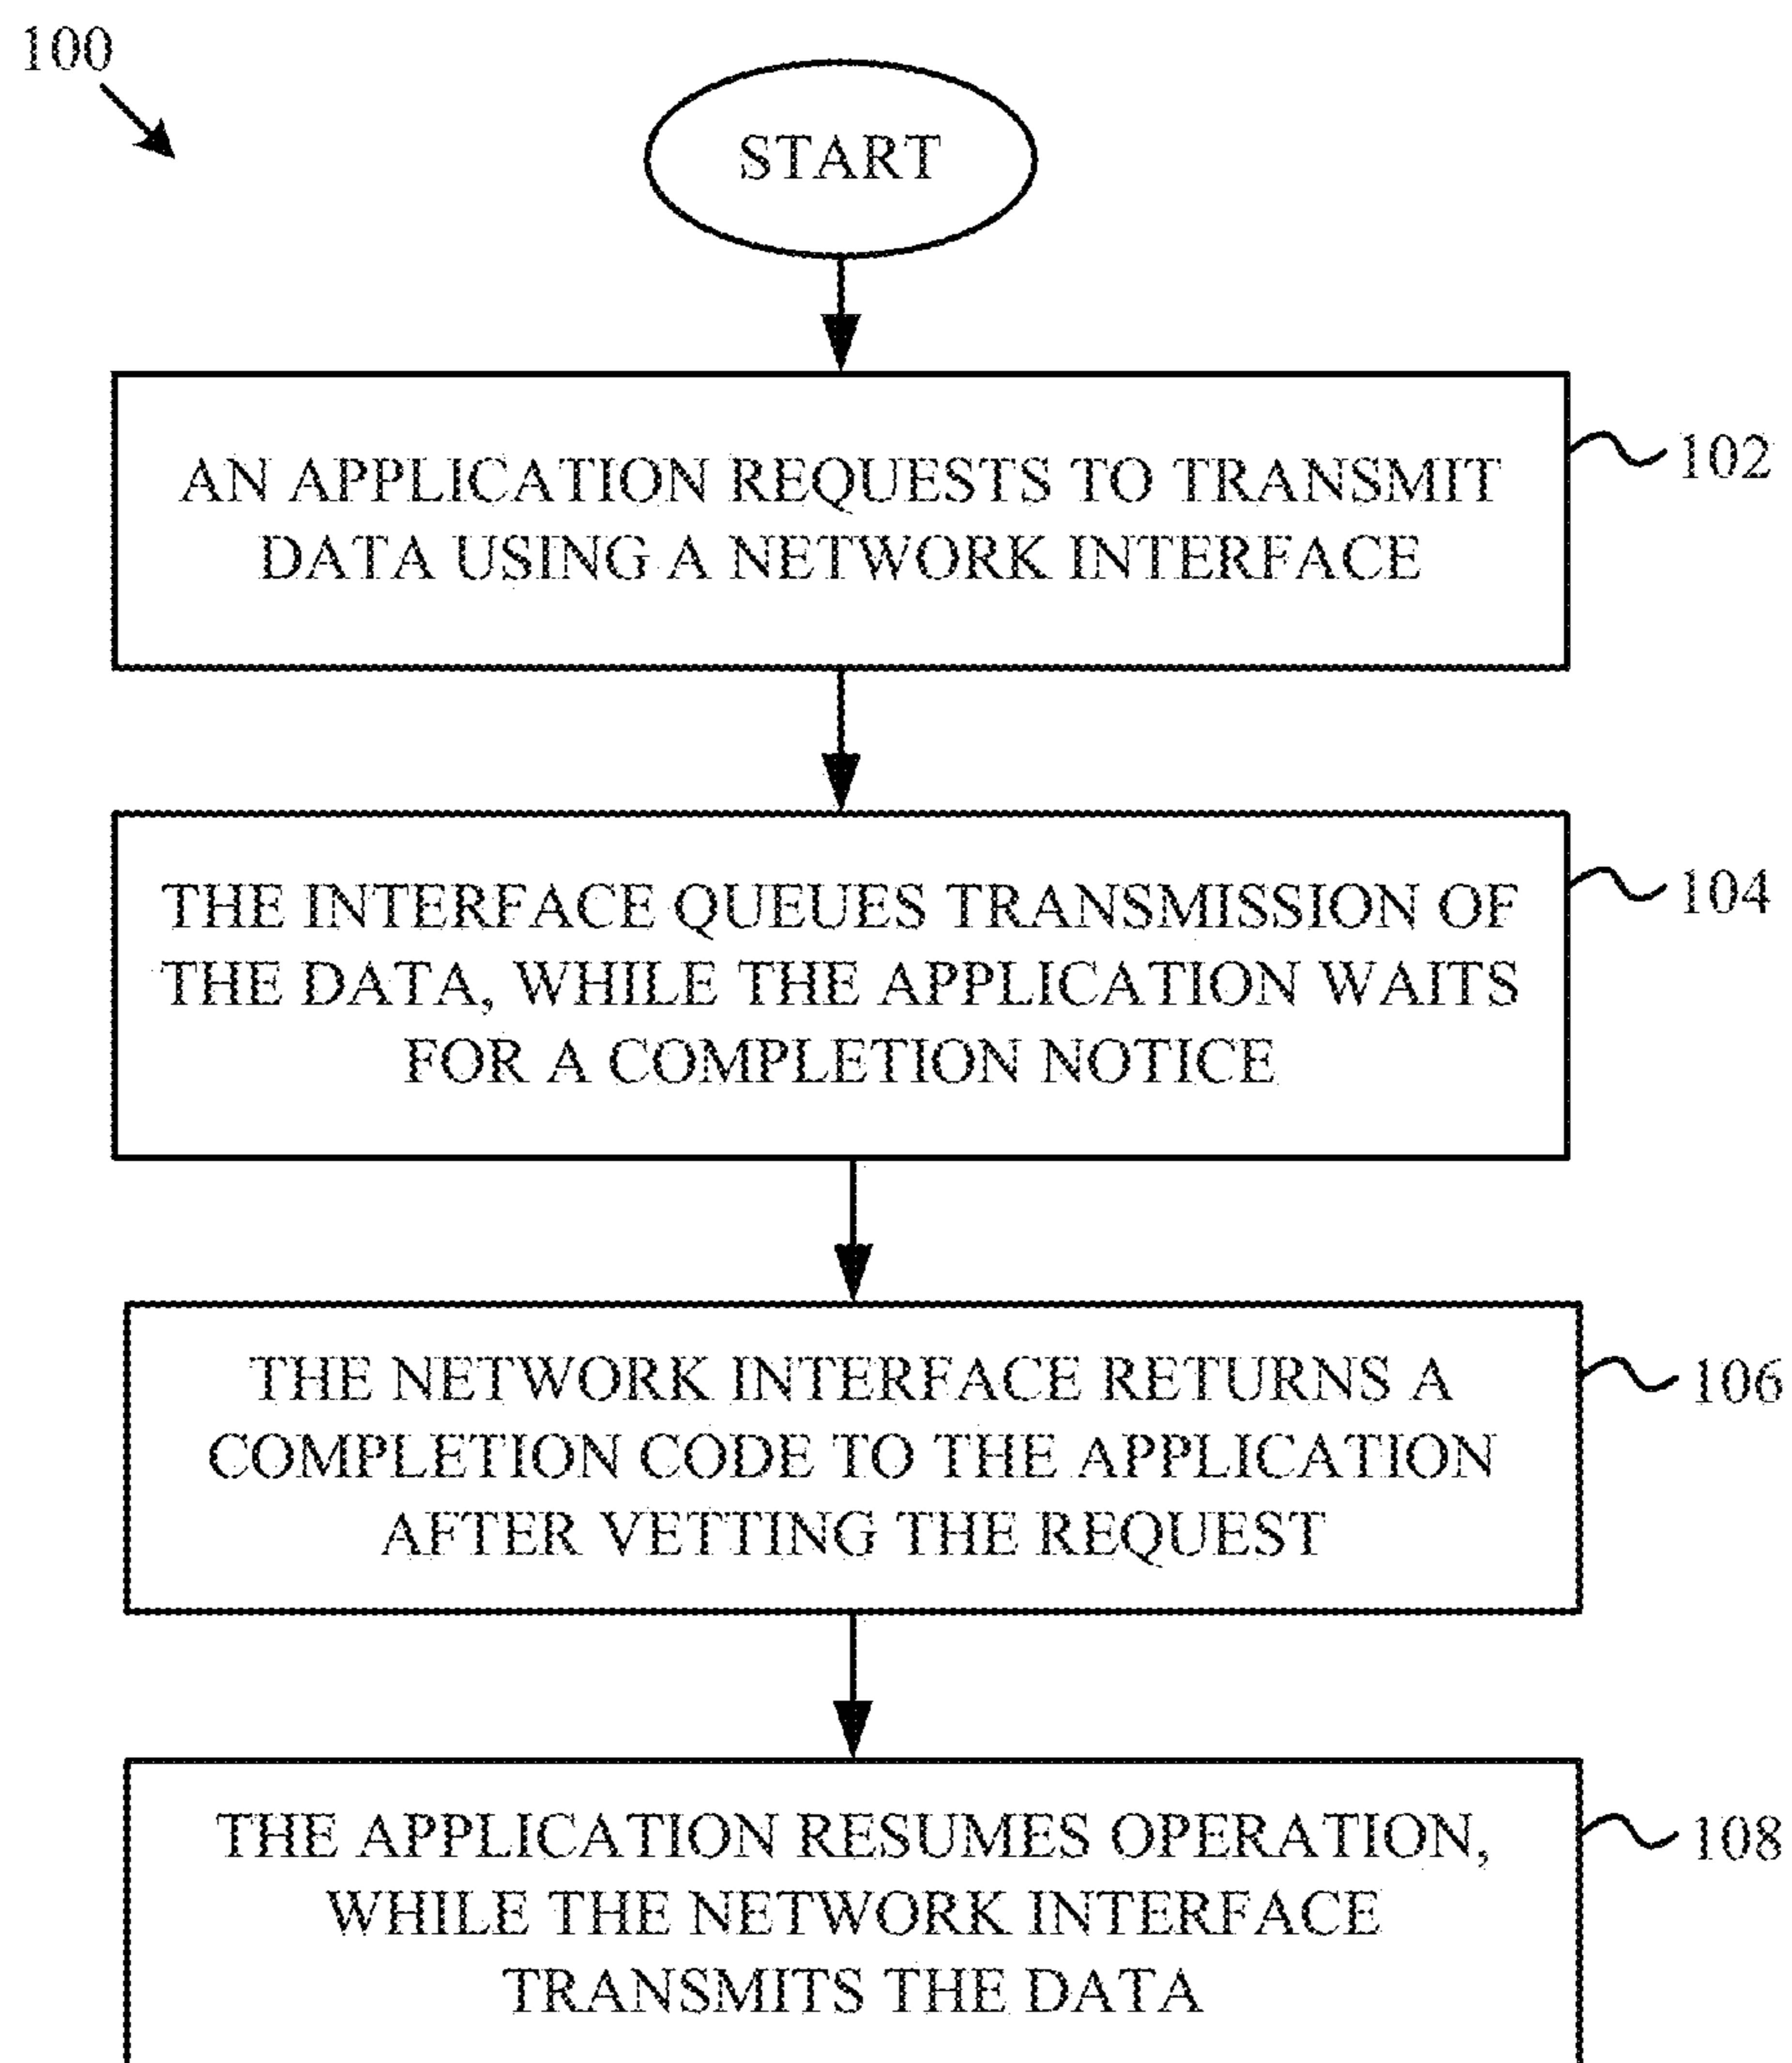 100
START
AN APPLICATION REQUESTS TO TRANSMIT
DATA USING A NETWORK INTERFACE
102
THE INTERFACE QUEUES TRANSMISSION OF
THE DATA, WHILE THE APPLICATION WAITS
FOR A COMPLETION NOTICE
104
THE NETWORK INTERFACE RETURNS A
COMPLETION CODE TO THE APPLICATION
AFTER VETTING THE REQUEST
106
THE APPLICATION RESUMES OPERATION,
WHILE THE NETWORK INTERFACE
TRANSMITS THE DATA
108